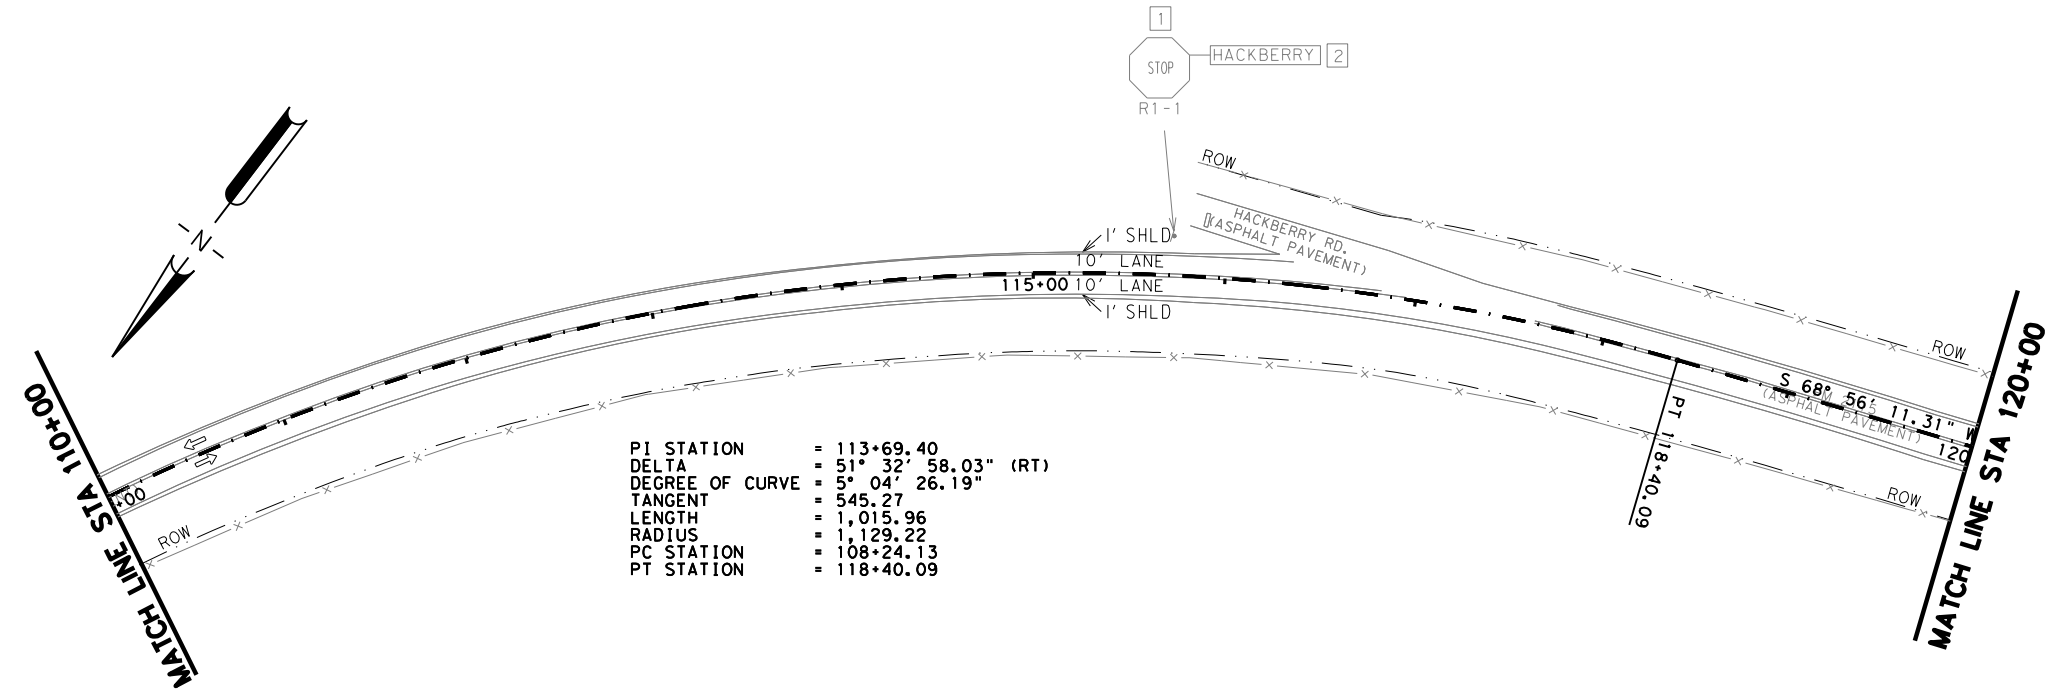 1
STOP
HACKBERRY 2
R1-1
N
ROW
HACKBERRY RD.
(ASPHALT PAVEMENT)
1' SHLD
10' LANE
115+00 10' LANE
1' SHLD
ROW
S 68° 56' 11.31" W
(ASPHALT PAVEMENT)
120
PT 118+40.09
ROW
MATCH LINE STA 120+00
MATCH LINE STA 110+00
+00
ROW
PI STATION = 113+69.40
DELTA = 51° 32' 58.03" (RT)
DEGREE OF CURVE = 5° 04' 26.19"
TANGENT = 545.27
LENGTH = 1,015.96
RADIUS = 1,129.22
PC STATION = 108+24.13
PT STATION = 118+40.09